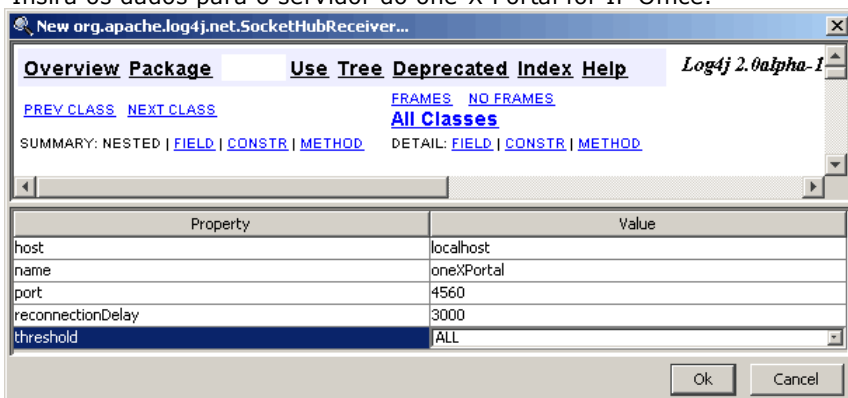 Insira os dados para o servidor do one-X Portal for IP Office.
New org.apache.log4j.net.SocketHubReceiver...
Overview Package Use Tree Deprecated Index Help Log4j 2.0alpha-1
PREV CLASS NEXT CLASS FRAMES NO FRAMES
All Classes
SUMMARY: NESTED | FIELD | CONSTR | METHOD DETAIL: FIELD | CONSTR | METHOD
Property Value
host localhost
name oneXPortal
port 4560
reconnectionDelay 3000
threshold ALL
Ok Cancel